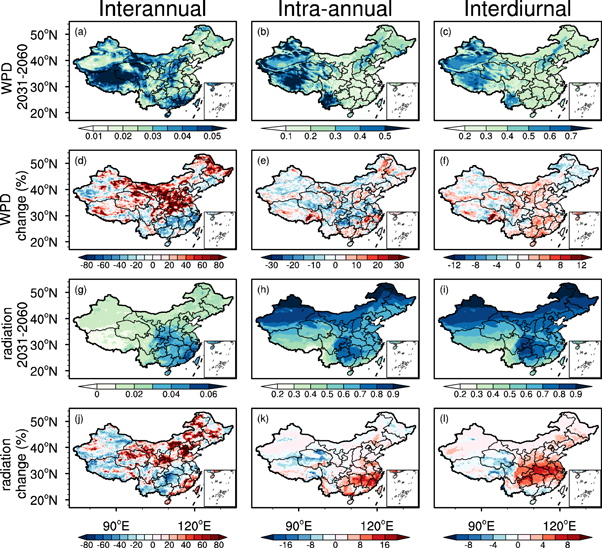 Interannual Intra-annual Interdiurnal
WPD
2031-2060
(a) (b) (c)
50°N
40°N
30°N
20°N
0.01 0.02 0.03 0.04 0.05 0.1 0.2 0.3 0.4 0.5 0.2 0.3 0.4 0.5 0.6 0.7
WPD
change (%)
(d) (e) (f)
50°N
40°N
30°N
20°N
-80 -60 -40 -20 0 20 40 60 80 -30 -20 -10 0 10 20 30 -12 -8 -4 0 4 8 12
radiation
2031-2060
(g) (h) (i)
50°N
40°N
30°N
20°N
0 0.02 0.04 0.06 0.2 0.3 0.4 0.5 0.6 0.7 0.8 0.9 0.2 0.3 0.4 0.5 0.6 0.7 0.8 0.9
radiation
change (%)
(j) (k) (l)
50°N
40°N
30°N
20°N
90°E 120°E 90°E 120°E 90°E 120°E
-80 -60 -40 -20 0 20 40 60 80 -16 -8 0 8 16 -8 -4 0 4 8